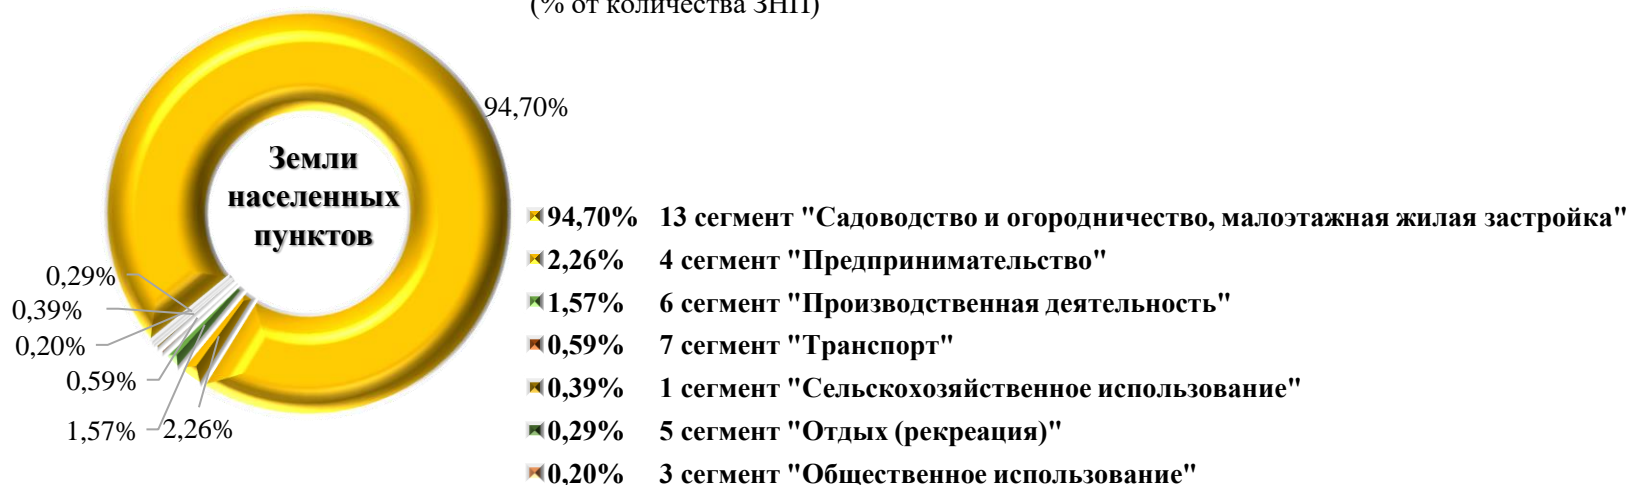 (% от количества ЗНП)
94,70%
Земли
населенных
пунктов
0,29%
0,39%
0,20%
0,59%
1,57%
2,26%
94,70% 13 сегмент "Садоводство и огородничество, малоэтажная жилая застройка"
2,26% 4 сегмент "Предпринимательство"
1,57% 6 сегмент "Производственная деятельность"
0,59% 7 сегмент "Транспорт"
0,39% 1 сегмент "Сельскохозяйственное использование"
0,29% 5 сегмент "Отдых (рекреация)"
0,20% 3 сегмент "Общественное использование"